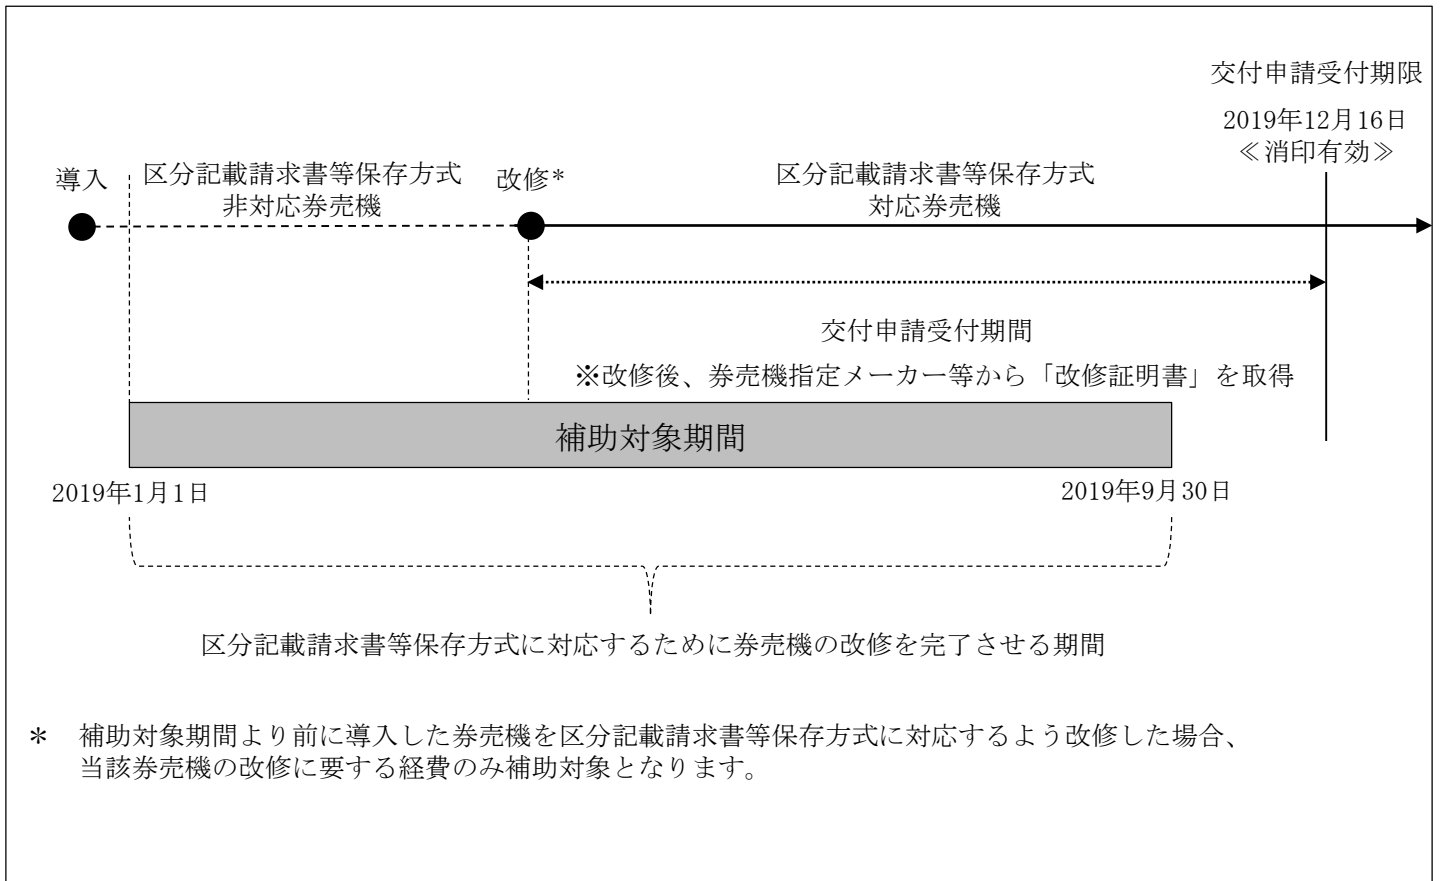 交付申請受付期限
2019年12月16日
≪消印有効≫
導入
区分記載請求書等保存方式
非対応券売機
改修*
区分記載請求書等保存方式
対応券売機
交付申請受付期間
※改修後、券売機指定メーカー等から「改修証明書」を取得
補助対象期間
2019年1月1日
2019年9月30日
区分記載請求書等保存方式に対応するために券売機の改修を完了させる期間
＊　補助対象期間より前に導入した券売機を区分記載請求書等保存方式に対応するよう改修した場合、
当該券売機の改修に要する経費のみ補助対象となります。